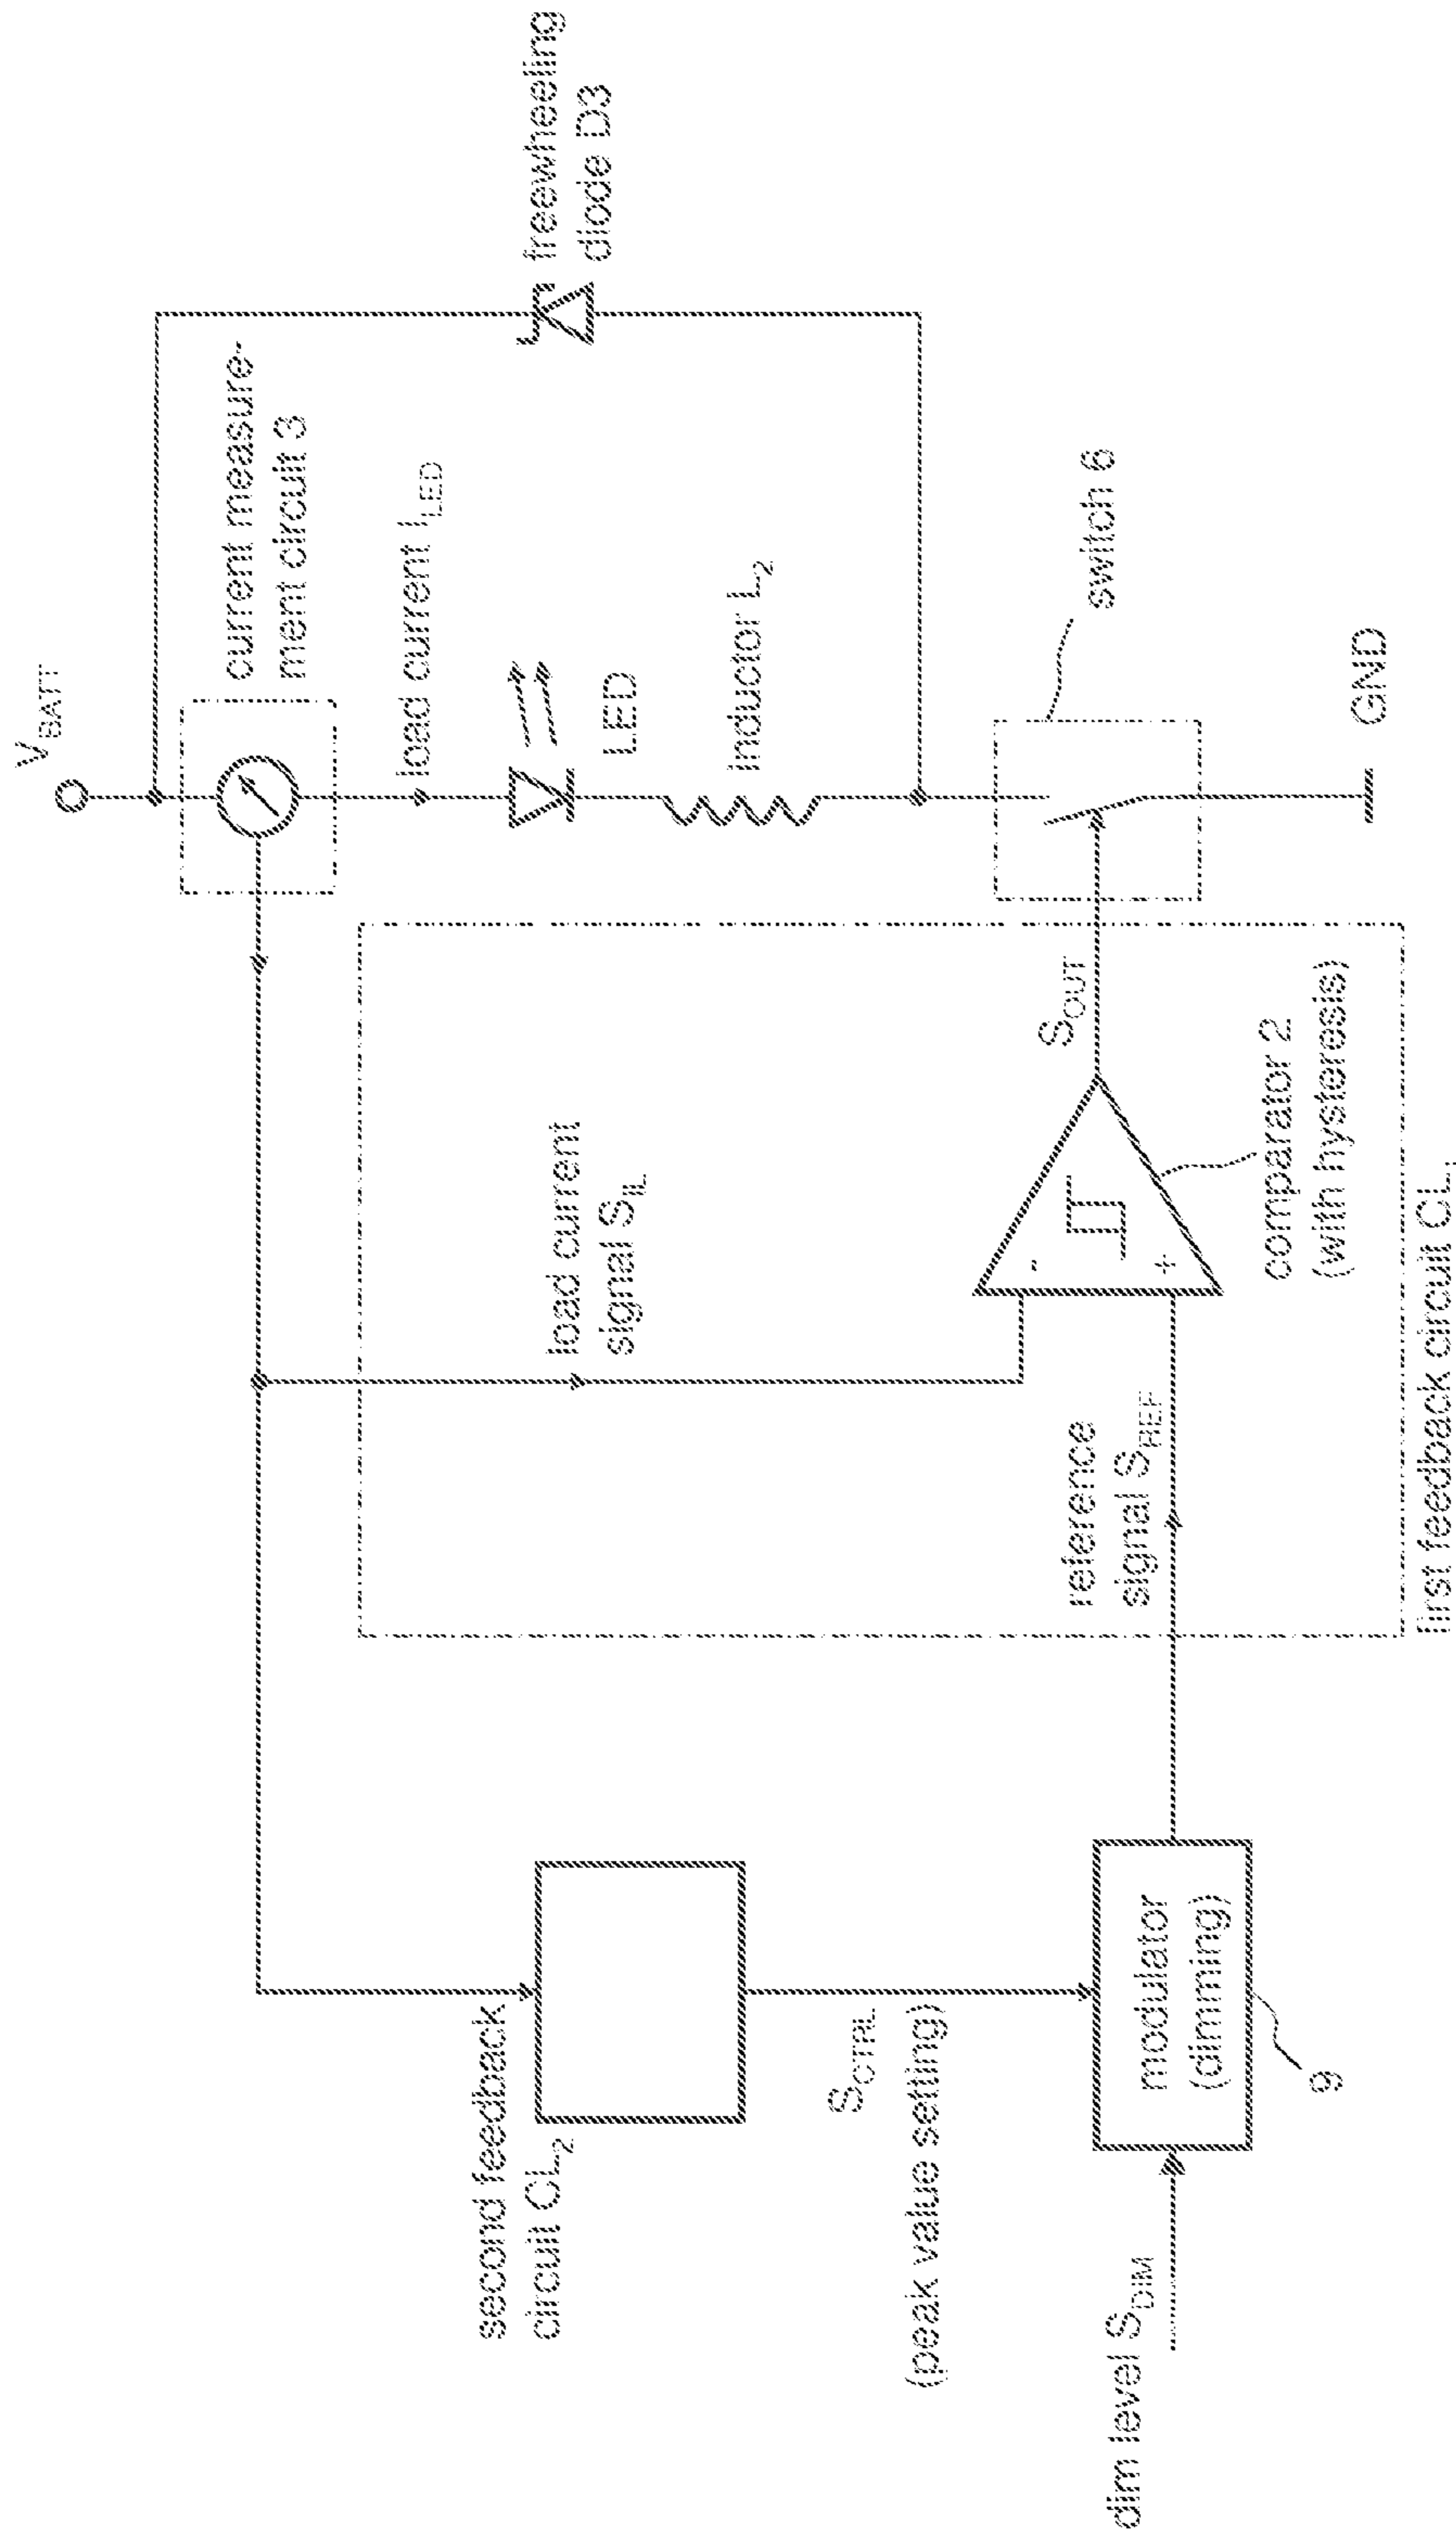 V_BATT
current measure-
ment circuit 3
load current I_LED
LED
inductor L_2
freewheeling
diode D3
switch 6
GND
load current
signal S_IL
reference
signal S_REF
-
+
S_OUT
comparator 2
(with hysteresis)
first feedback circuit CL_1
second feedback
circuit CL_2
S_CTRL
(peak value setting)
modulator
(dimming)
9
dim level S_DIM